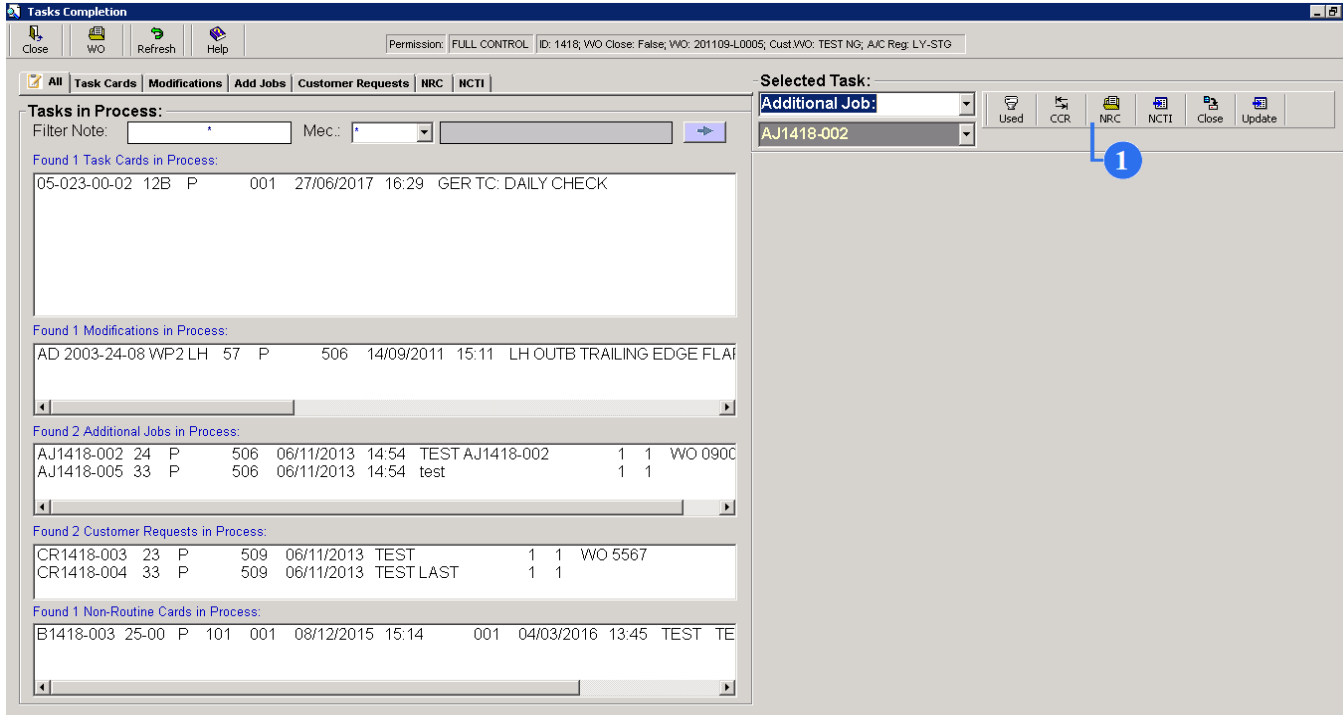 Tasks Completion
Close WO Refresh Help
Permission: FULL CONTROL ID: 1418; WO Close: False; WO: 201109-L0005; Cust.WO: TEST NG; A/C Reg: LY-STG
All Task Cards Modifications Add Jobs Customer Requests NRC NCTI
Tasks in Process:
Filter Note: * Mec.: *
Found 1 Task Cards in Process:
05-023-00-02 12B P 001 27/06/2017 16:29 GER TC: DAILY CHECK
Found 1 Modifications in Process:
AD 2003-24-08 WP2 LH 57 P 506 14/09/2011 15:11 LH OUTB TRAILING EDGE FLAP
Found 2 Additional Jobs in Process:
AJ1418-002 24 P 506 06/11/2013 14:54 TEST AJ1418-002 1 1 WO 0900
AJ1418-005 33 P 506 06/11/2013 14:54 test 1 1
Found 2 Customer Requests in Process:
CR1418-003 23 P 509 06/11/2013 TEST 1 1 WO 5567
CR1418-004 33 P 509 06/11/2013 TEST LAST 1 1
Found 1 Non-Routine Cards in Process:
B1418-003 25-00 P 101 001 08/12/2015 15:14 001 04/03/2016 13:45 TEST TE
Selected Task:
Additional Job:
AJ1418-002
Used CCR NRC NCTI Close Update
1